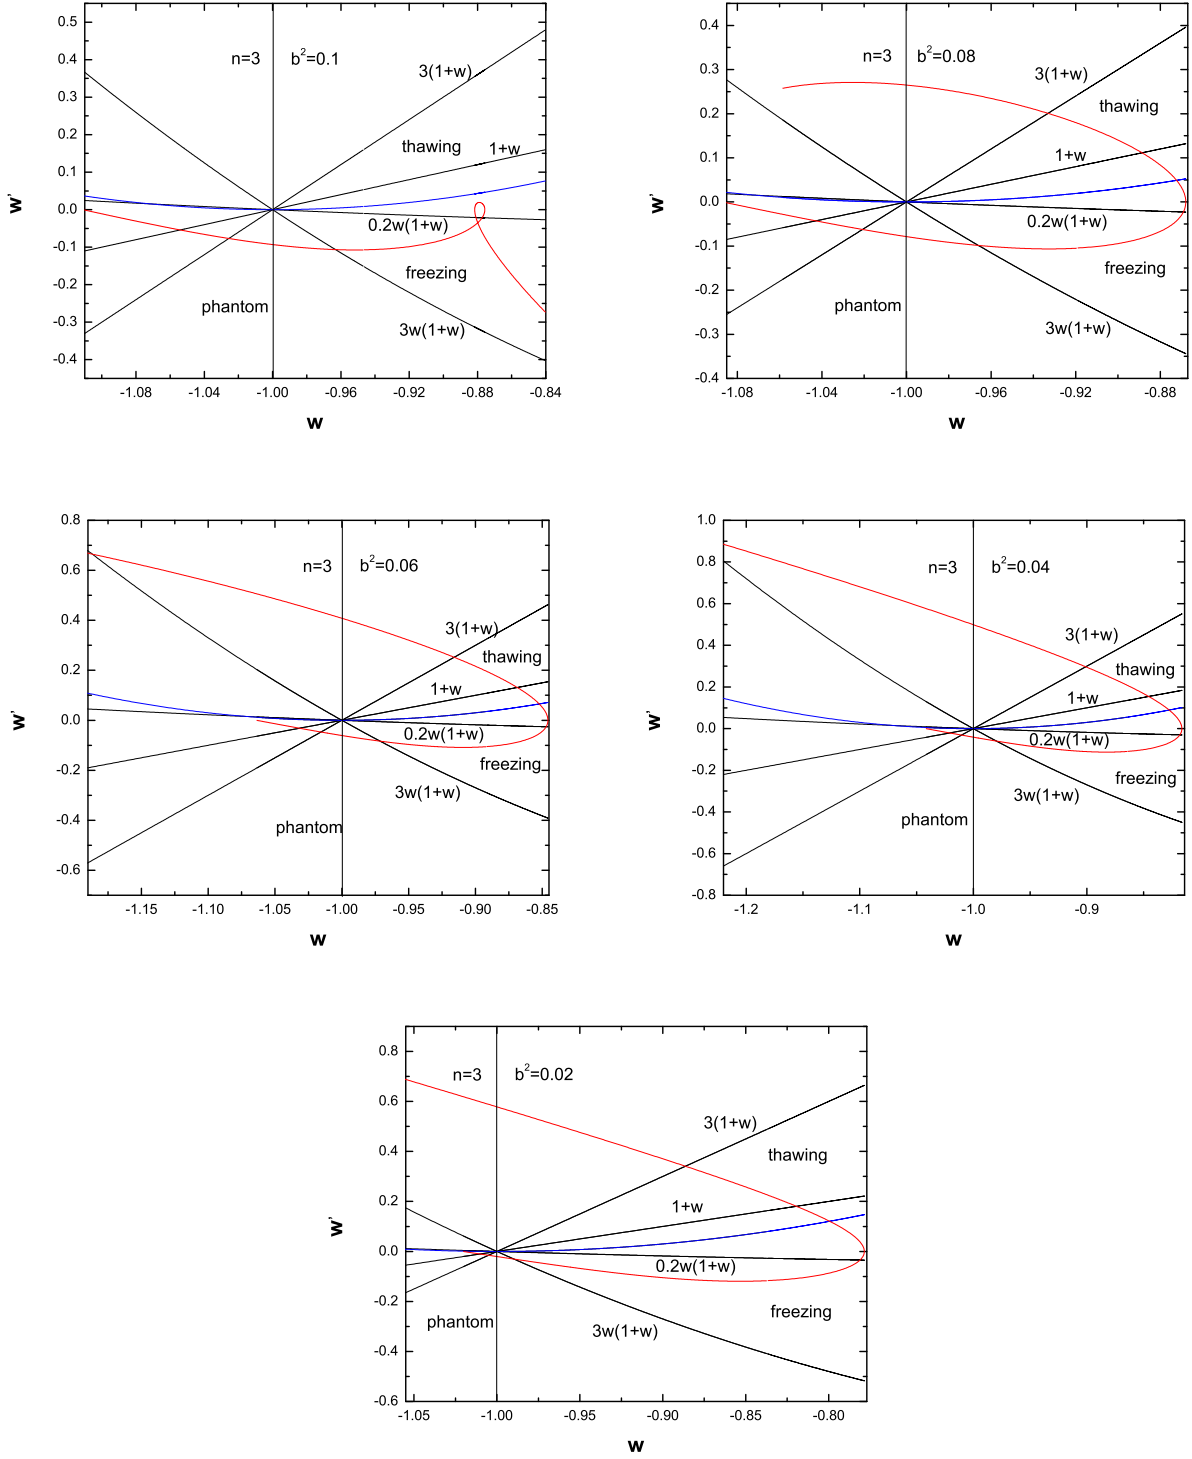 n=3 b²=0.1
3(1+w)
thawing
1+w
0.2w(1+w)
freezing
phantom
3w(1+w)
w'
0.5
0.4
0.3
0.2
0.1
0.0
-0.1
-0.2
-0.3
-0.4
-1.08 -1.04 -1.00 -0.96 -0.92 -0.88 -0.84
w
n=3 b²=0.08
3(1+w)
thawing
1+w
0.2w(1+w)
freezing
phantom
3w(1+w)
w'
0.4
0.3
0.2
0.1
0.0
-0.1
-0.2
-0.3
-0.4
-1.08 -1.04 -1.00 -0.96 -0.92 -0.88
w
n=3 b²=0.06
3(1+w)
thawing
1+w
0.2w(1+w)
freezing
3w(1+w)
phantom
w'
0.8
0.6
0.4
0.2
0.0
-0.2
-0.4
-0.6
-1.15 -1.10 -1.05 -1.00 -0.95 -0.90 -0.85
w
n=3 b²=0.04
3(1+w)
thawing
1+w
0.2w(1+w)
freezing
3w(1+w)
phantom
w'
1.0
0.8
0.6
0.4
0.2
0.0
-0.2
-0.4
-0.6
-0.8
-1.2 -1.1 -1.0 -0.9
w
n=3 b²=0.02
3(1+w)
thawing
1+w
0.2w(1+w)
freezing
phantom
3w(1+w)
w'
0.8
0.6
0.4
0.2
0.0
-0.2
-0.4
-0.6
-1.05 -1.00 -0.95 -0.90 -0.85 -0.80
w